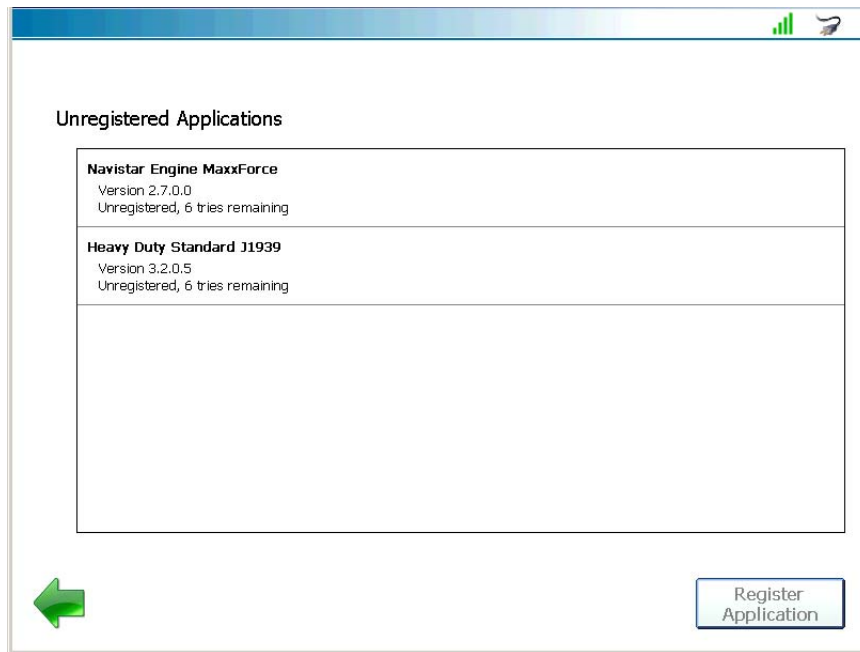 Unregistered Applications
Navistar Engine MaxxForce
Version 2.7.0.0
Unregistered, 6 tries remaining
Heavy Duty Standard J1939
Version 3.2.0.5
Unregistered, 6 tries remaining
Register
Application